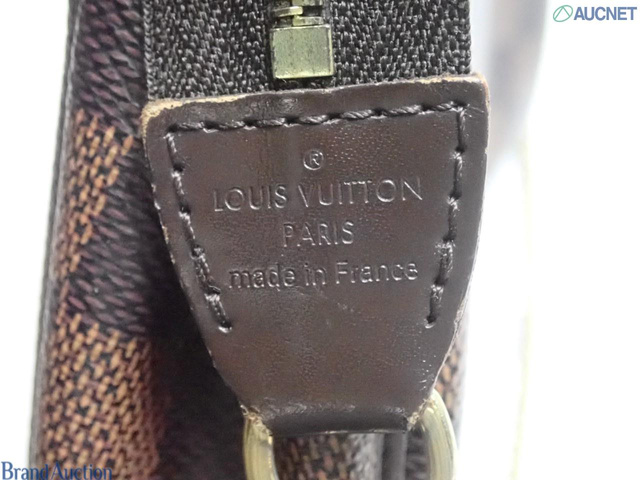 AUCNET
®
LOUIS VUITTON
PARIS
made in France
Brand Auction